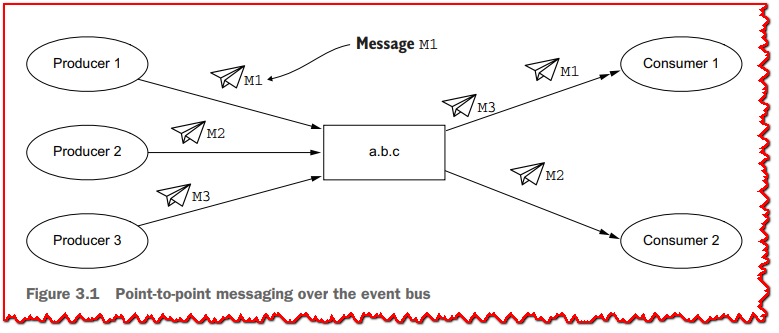 Message M1
Producer 1
M1
M1
Consumer 1
M3
Producer 2
M2
a.b.c
M2
M3
Producer 3
Consumer 2
Figure 3.1 Point-to-point messaging over the event bus